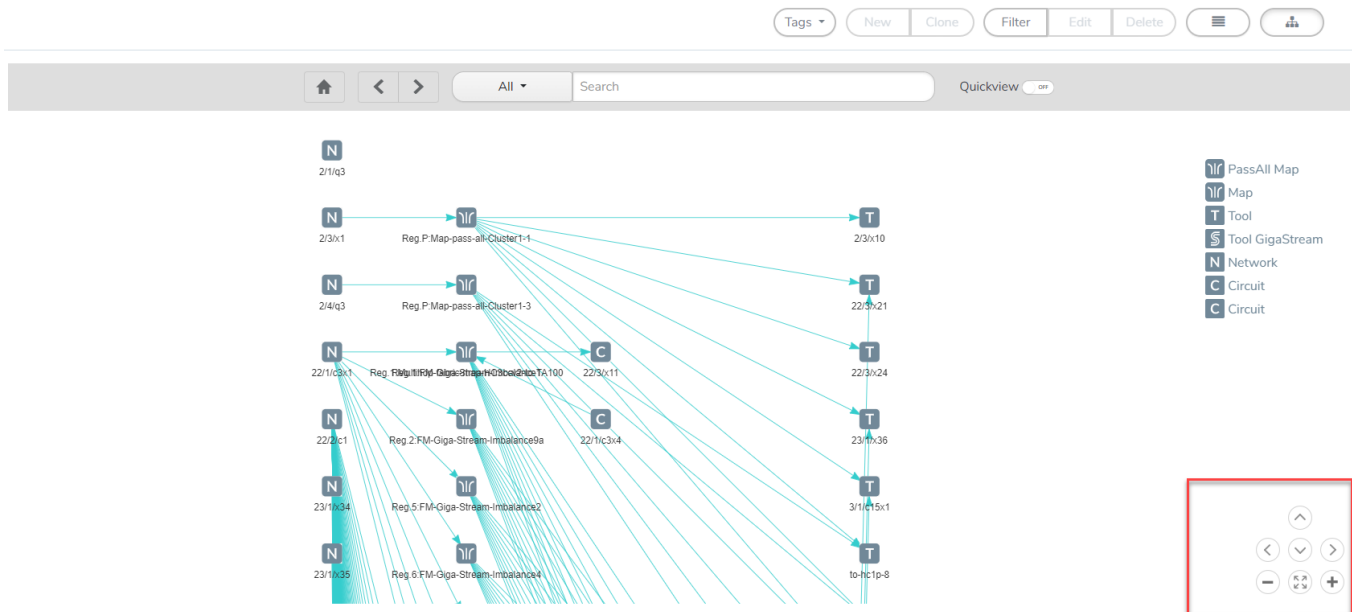 Tags New Clone Filter Edit Delete
All Search Quickview OFF
N
2/1/q3
N T
2/3/x1 Reg.P:Map-pass-all-Cluster1-1 2/3/x10
N T
2/4/q3 Reg.P:Map-pass-all-Cluster1-3 22/3/x21
N C T
22/1/c3x1 22/3/x11 22/3/x24
N C T
22/2/c1 Reg.2:FM-Giga-Stream-Imbalance9a 22/1/c3x4 23/1/x36
N T
23/1/x34 Reg.5:FM-Giga-Stream-Imbalance2 3/1/c15x1
N T
23/1/x35 Reg.6:FM-Giga-Stream-Imbalance4 to-hc1p-8
PassAll Map
Map
T Tool
S Tool GigaStream
N Network
C Circuit
C Circuit